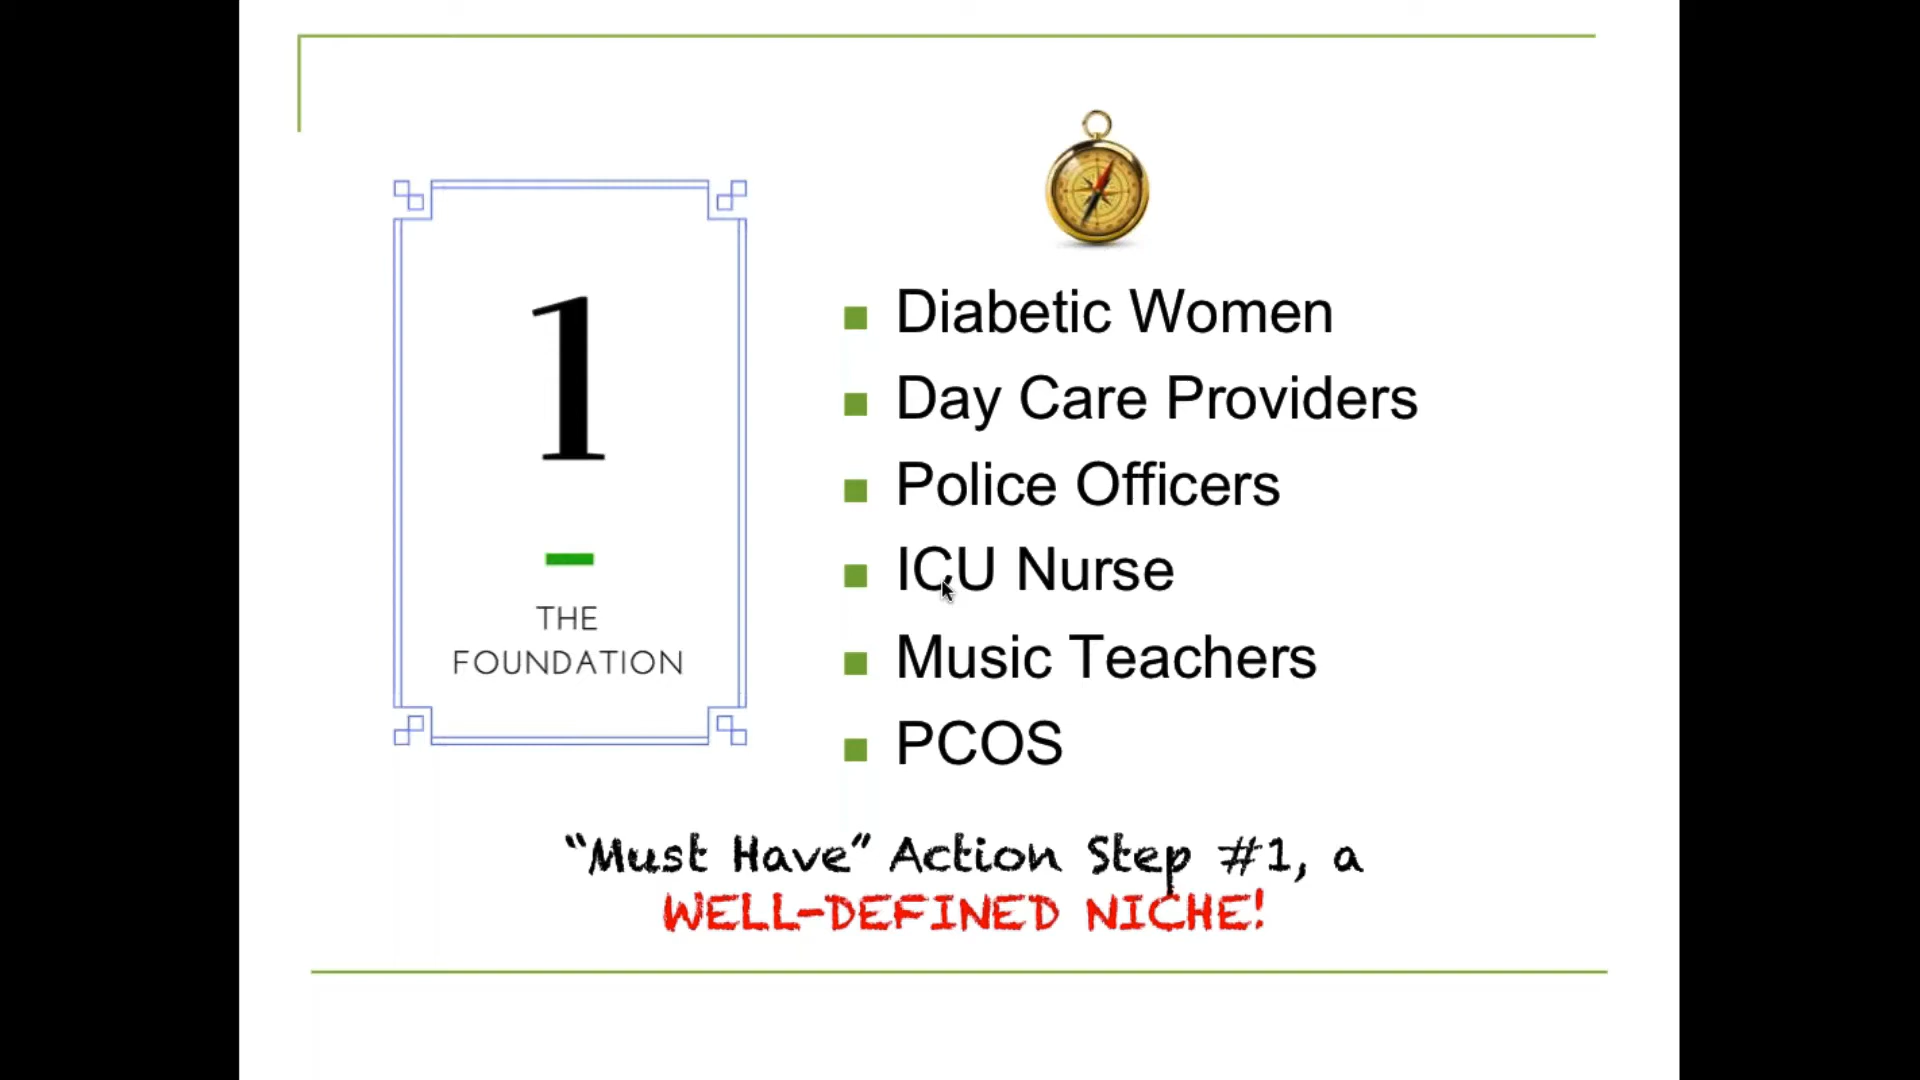 1
THE
FOUNDATION
Diabetic Women
Day Care Providers
Police Officers
ICU Nurse
Music Teachers
PCOS
“Must Have” Action Step #1, a
WELL-DEFINED NICHE!